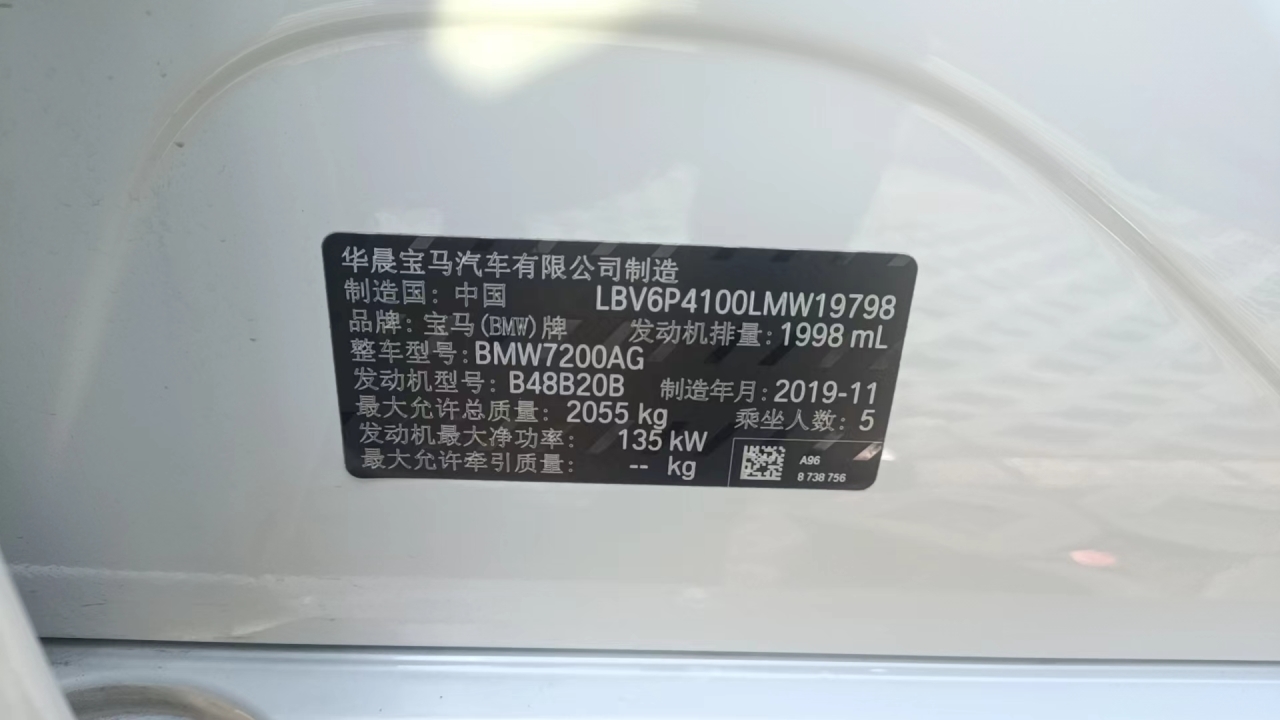 华晨宝马汽车有限公司制造
制造国: 中国 LBV6P4100LMW19798
品牌: 宝马(BMW)牌 发动机排量: 1998 mL
整车型号: BMW7200AG
发动机型号: B48B20B 制造年月: 2019-11
最大允许总质量: 2055 kg 乘坐人数: 5
发动机最大净功率: 135 kW
最大允许牵引质量: -- kg
A96
8 738 756